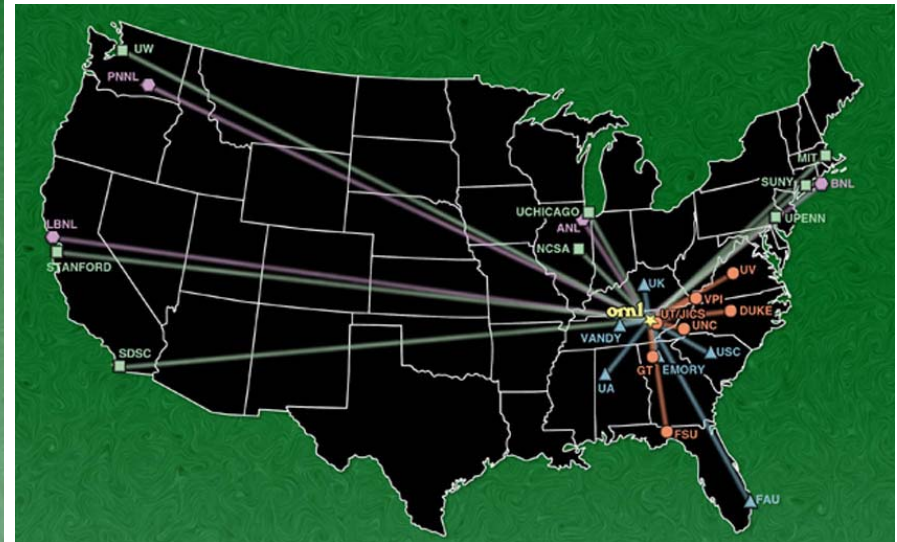 UW
PNNL
MIT
SUNY
BNL
UCHICAGO
UPENN
ANL
LBNL
NCSA
STANFORD
UV
UK
VPI
ornl
DUKE
UT/JICS
UNC
VANDY
SDSC
USC
GT
EMORY
UA
FSU
FAU